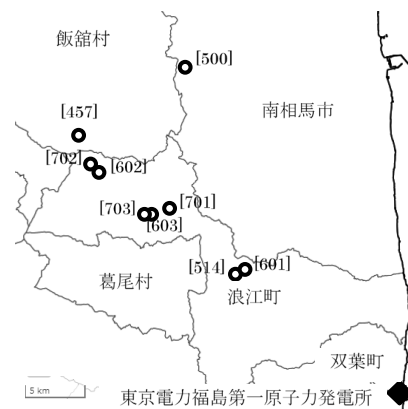 飯舘村
[500]
[457]
南相馬市
[702]
[602]
[701]
[703]
[603]
[601]
[514]
葛尾村
浪江町
双葉町
5 km
東京電力福島第一原子力発電所